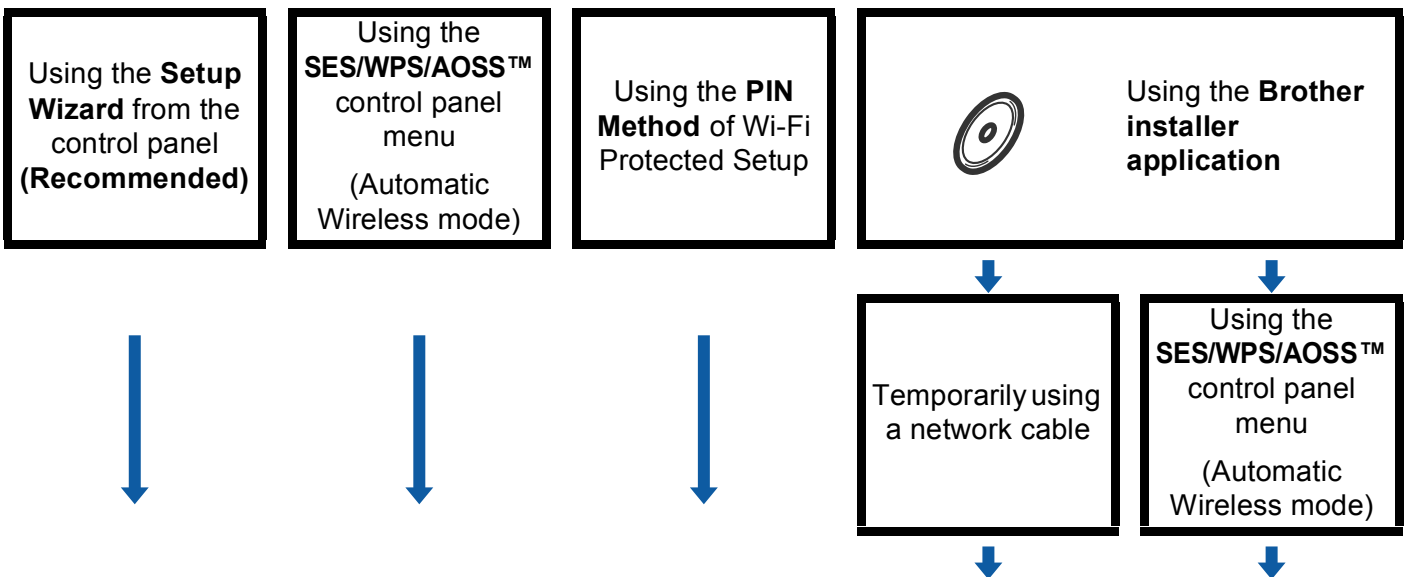 Using the Setup
Wizard from the
control panel
(Recommended)
Using the
SES/WPS/AOSS™
control panel
menu
(Automatic
Wireless mode)
Using the PIN
Method of Wi-Fi
Protected Setup
Using the Brother
installer
application
Temporarily using
a network cable
Using the
SES/WPS/AOSS™
control panel
menu
(Automatic
Wireless mode)